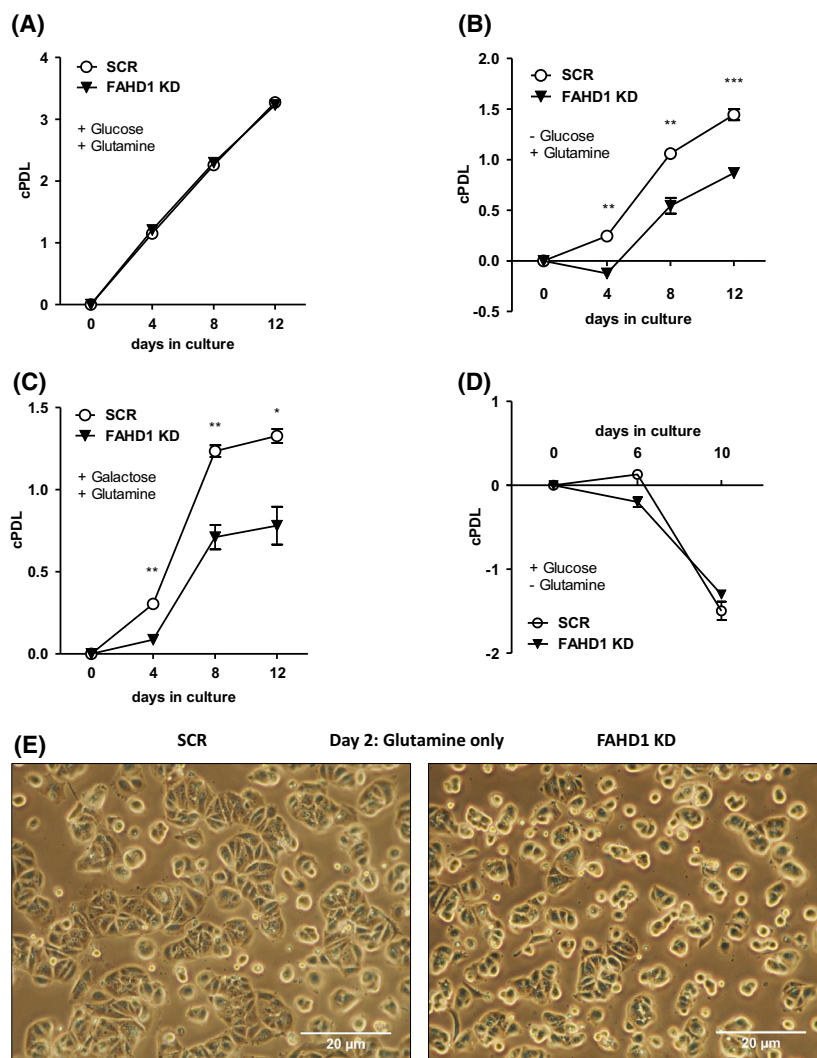 (A)
4
3
2
1
0
cPDL
SCR
FAHD1 KD
+ Glucose
+ Glutamine
0 4 8 12
days in culture
(B)
2.0
1.5
1.0
0.5
0.0
-0.5
cPDL
SCR
FAHD1 KD
- Glucose
+ Glutamine
**
**
***
0 4 8 12
days in culture
(C)
1.5
1.0
0.5
0.0
cPDL
SCR
FAHD1 KD
+ Galactose
+ Glutamine
**
**
*
0 4 8 12
days in culture
(D)
1
0
-1
-2
cPDL
days in culture
0 6 10
+ Glucose
- Glutamine
SCR
FAHD1 KD
(E) SCR Day 2: Glutamine only FAHD1 KD
20 µm
20 µm